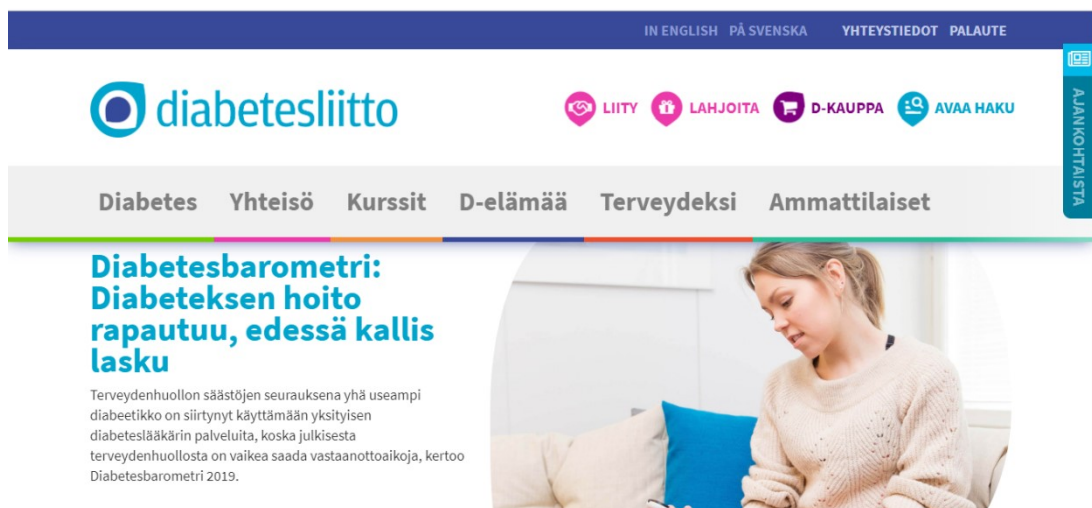 IN ENGLISH PÅ SVENSKA YHTEYSTIEDOT PALAUTE
diabetesliitto
LIITY LAHJOITA D-KAUPPA AVAA HAKU
AJANKOHTAISTA
Diabetes Yhteisö Kurssit D-elämää Terveydeksi Ammattilaiset
Diabetesbarometri:
Diabeteksen hoito
rapautuu, edessä kallis
lasku
Terveydenhuollon säästöjen seurauksena yhä useampi
diabeetikko on siirtynyt käyttämään yksityisen
diabeteslääkärin palveluita, koska julkisesta
terveydenhuollosta on vaikea saada vastaanottoaikoja, kertoo
Diabetesbarometri 2019.